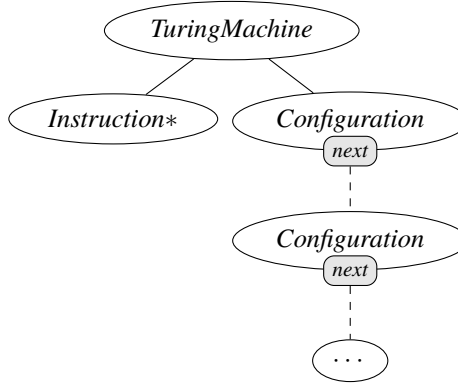 TuringMachine
Instruction*
Configuration
next
Configuration
next
...